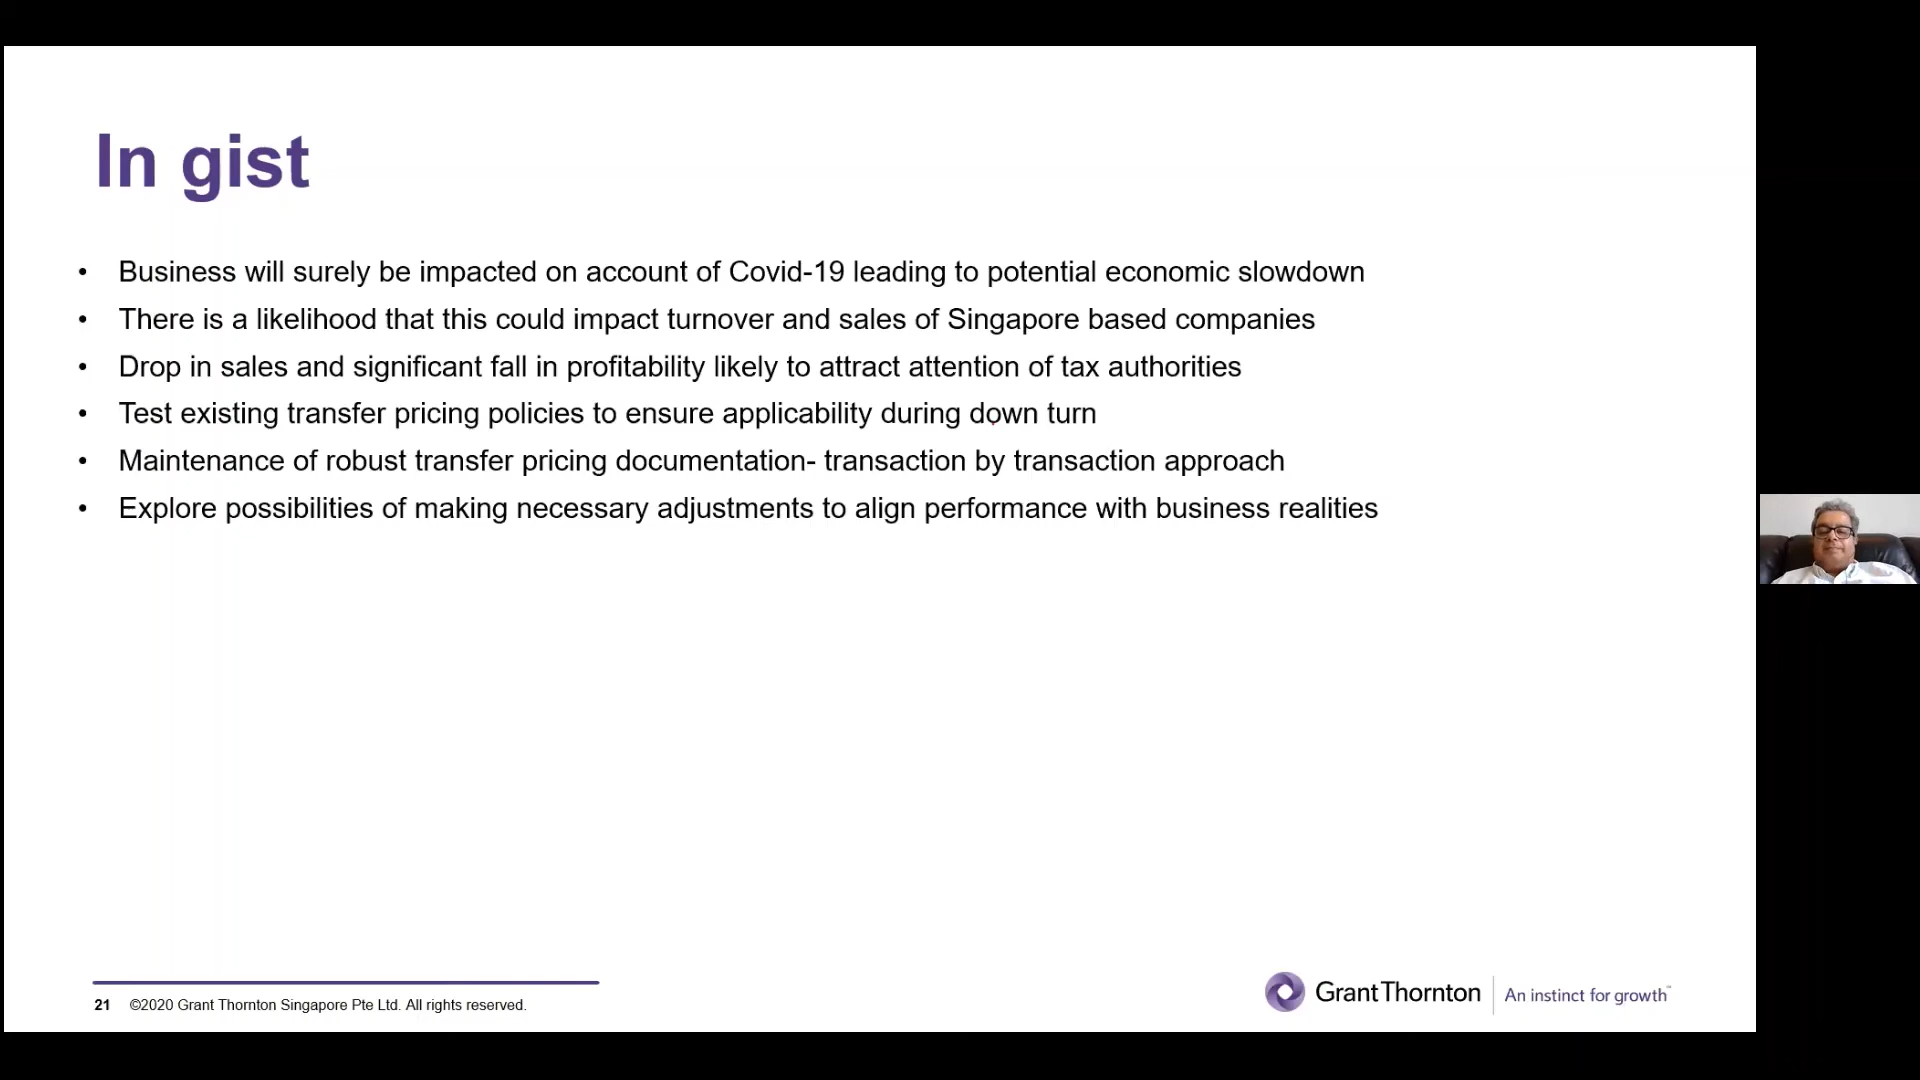 In gist
• Business will surely be impacted on account of Covid-19 leading to potential economic slowdown
• There is a likelihood that this could impact turnover and sales of Singapore based companies
• Drop in sales and significant fall in profitability likely to attract attention of tax authorities
• Test existing transfer pricing policies to ensure applicability during down turn
• Maintenance of robust transfer pricing documentation- transaction by transaction approach
• Explore possibilities of making necessary adjustments to align performance with business realities
21 ©2020 Grant Thornton Singapore Pte Ltd. All rights reserved.
Grant Thornton | An instinct for growth™